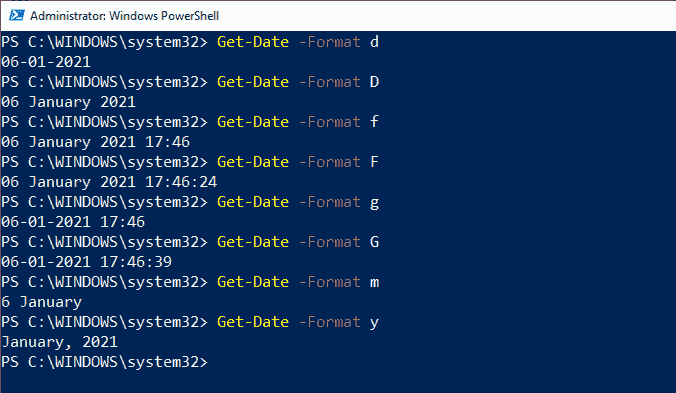 Administrator: Windows PowerShell
PS C:\WINDOWS\system32> Get-Date -Format d
06-01-2021
PS C:\WINDOWS\system32> Get-Date -Format D
06 January 2021
PS C:\WINDOWS\system32> Get-Date -Format f
06 January 2021 17:46
PS C:\WINDOWS\system32> Get-Date -Format F
06 January 2021 17:46:24
PS C:\WINDOWS\system32> Get-Date -Format g
06-01-2021 17:46
PS C:\WINDOWS\system32> Get-Date -Format G
06-01-2021 17:46:39
PS C:\WINDOWS\system32> Get-Date -Format m
6 January
PS C:\WINDOWS\system32> Get-Date -Format y
January, 2021
PS C:\WINDOWS\system32>